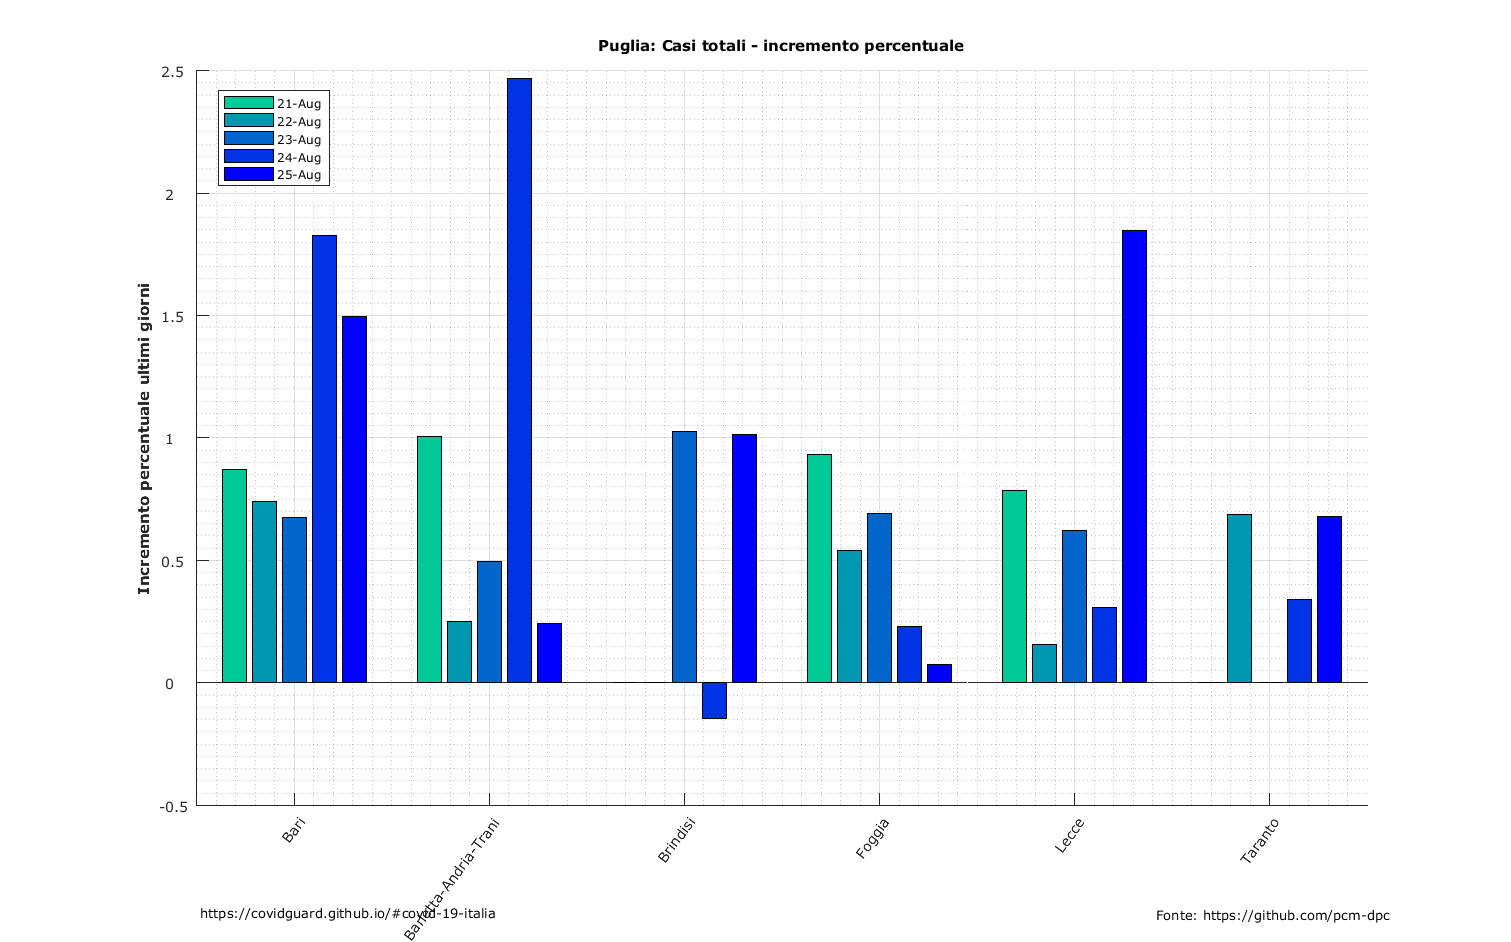 Puglia: Casi totali - incremento percentuale
2.5
2
1.5
1
0.5
0
-0.5
Incremento percentuale ultimi giorni
21-Aug
22-Aug
23-Aug
24-Aug
25-Aug
Bari
Barletta-Andria-Trani
Brindisi
Foggia
Lecce
Taranto
https://covidguard.github.io/#covid-19-italia
Fonte: https://github.com/pcm-dpc